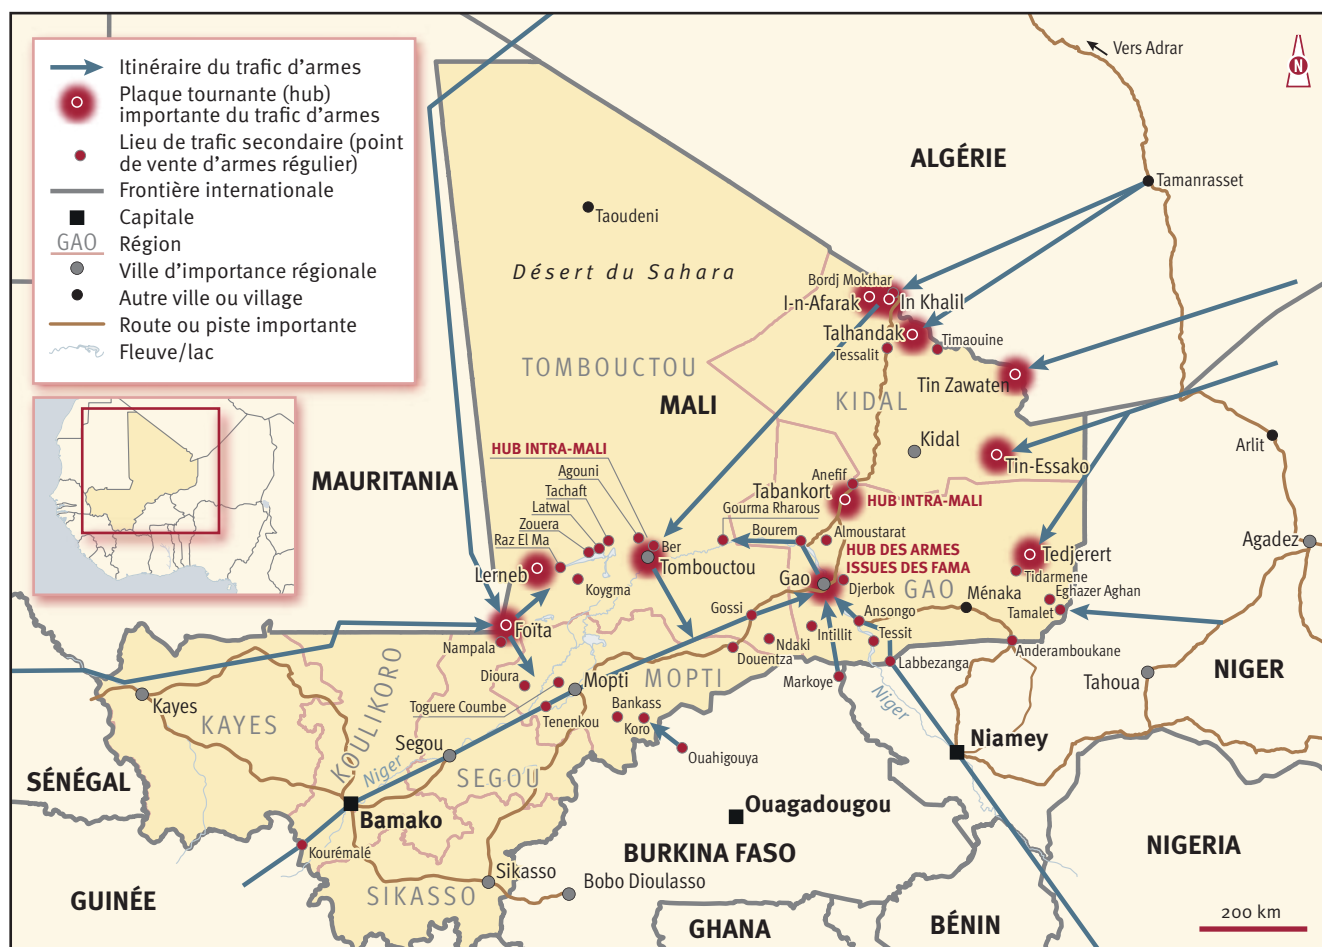 Itinéraire du trafic d'armes
Plaque tournante (hub)
importante du trafic d'armes
Lieu de trafic secondaire (point
de vente d'armes régulier)
Frontière internationale
Capitale
GAO
Région
Ville d'importance régionale
Autre ville ou village
Route ou piste importante
Fleuve/lac
Vers Adrar
N
ALGÉRIE
Tamanrasset
Taoudeni
Désert du Sahara
Bordj Mokthar
I-n-Afarak
In Khalil
Talhandak
Timaouine
Tessalit
TOMBOUCTOU
Tin Zawaten
MALI
KIDAL
Kidal
Arlit
HUB INTRA-MALI
Tin-Essako
Agouni
MAURITANIA
Anefif
Tachaft
Tabankort
HUB INTRA-MALI
Latwal
Gourma Rharous
Zouera
Bourem
Almoustarat
Raz El Ma
Ber
HUB DES ARMES
ISSUES DES FAMA
Tedjerert
Agadez
Lerneb
Tombouctou
Gao
Djerbok
Tidarmene
Koygma
GAO
Ménaka
Eghazer Aghan
Gossi
Ansongo
Tamalet
Foïta
Intillit
Tessit
Nampala
Ndaki
Anderamboukane
Douentza
Labbezanga
NIGER
Dioura
Mopti
MOPTI
Markoye
Tahoua
Kayes
Toguere Coumbe
KAYES
KOULIKORO
Tenenkou
Bankass
Niger
Koro
Segou
Niamey
Niger
SEGOU
Ouahigouya
SÉNÉGAL
Bamako
Ouagadougou
Kourémalé
BURKINA FASO
NIGERIA
Sikasso
GUINÉE
SIKASSO
Bobo Dioulasso
GHANA
BÉNIN
200 km